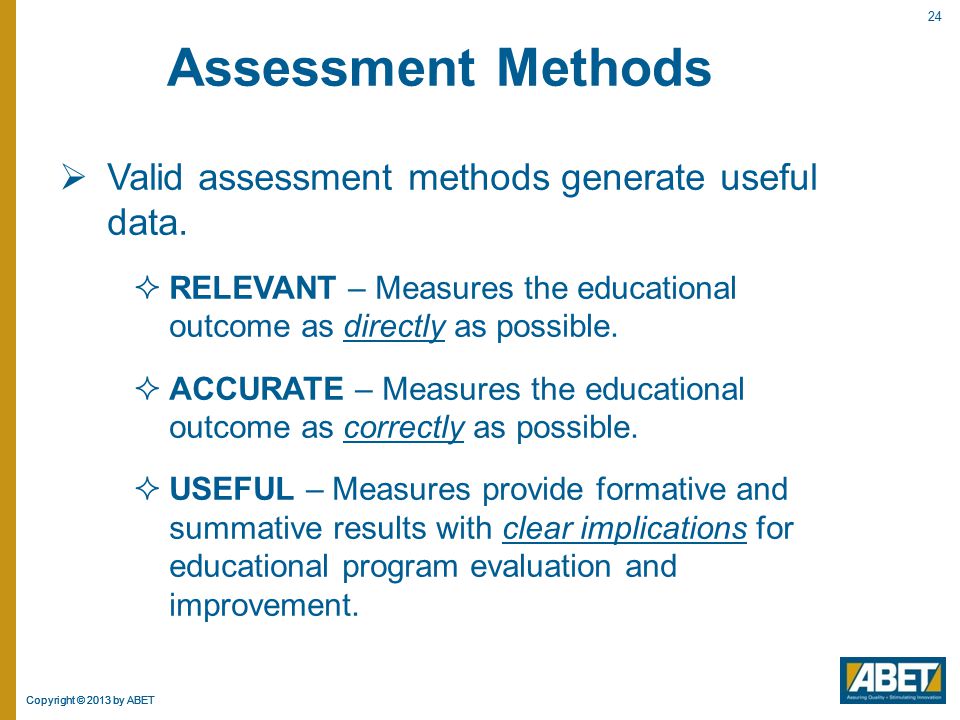 24
Assessment Methods
Valid assessment methods generate useful
data.
RELEVANT – Measures the educational
outcome as directly as possible.
ACCURATE – Measures the educational
outcome as correctly as possible.
USEFUL – Measures provide formative and
summative results with clear implications for
educational program evaluation and
improvement.
ABET
Assuring Quality • Stimulating Innovation
Copyright © 2013 by ABET